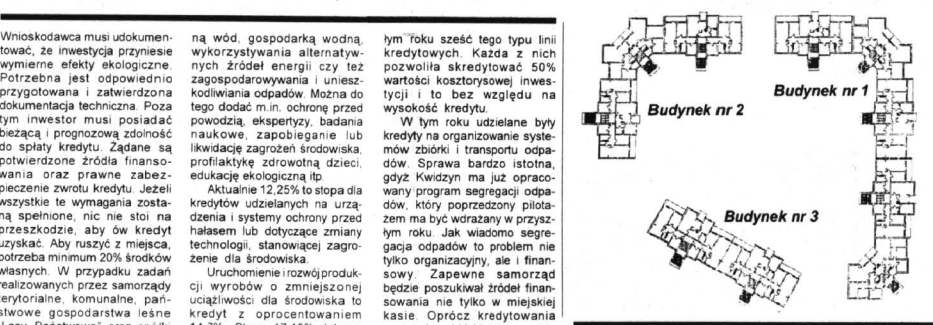 Wnioskodawca musi udokumen-
tować, że inwestycja przyniesie
wymierne efekty ekologiczne.
Potrzebna jest odpowiednio
przygotowana i zatwierdzona
dokumentacja techniczna. Poza
tym inwestor musi posiadać
bieżącą i prognozową zdolność
do spłaty kredytu. Żądane są
potwierdzone źródła finanso-
wania oraz prawne zabez-
pieczenie zwrotu kredytu. Jeżeli
wszystkie te wymagania zosta-
ną spełnione, nic nie stoi na
przeszkodzie, aby ów kredyt
uzyskać. Aby ruszyć z miejsca,
potrzeba minimum 20% środków
własnych. W przypadku zadań
realizowanych przez samorządy
terytorialne, komunalne, pań-
stwowe gospodarstwa leśne
ną wód, gospodarką wodną,
wykorzystywania alternatyw-
nych źródeł energii czy też
zagospodarowywania i uniesz-
kodliwiania odpadów. Można do
tego dodać m.in. ochronę przed
powodzią, ekspertyzy, badania
naukowe, zapobieganie lub
likwidację zagrożeń środowiska,
profilaktykę zdrowotną dzieci,
edukację ekologiczną itp.
Aktualnie 12,25% to stopa dla
kredytów udzielanych na urzą-
dzenia i systemy ochrony przed
hałasem lub dotyczące zmiany
technologii, stanowiącej zagro-
żenie dla środowiska.
Uruchomienie i rozwój produk-
cji wyrobów o zmniejszonej
uciążliwości dla środowiska to
kredyt z oprocentowaniem
łym roku sześć tego typu linii
kredytowych. Każda z nich
pozwoliła skredytować 50%
wartości kosztorysowej inwes-
tycji i to bez względu na
wysokość kredytu.
W tym roku udzielane były
kredyty na organizowanie syste-
mów zbiórki i transportu odpa-
dów. Sprawa bardzo istotna,
gdyż Kwidzyn ma już opraco-
wany program segregacji odpa-
dów, który poprzedzony pilota-
żem ma być wdrażany w przysz-
łym roku. Jak wiadomo segre-
gacja odpadów to problem nie
tylko organizacyjny, ale i finan-
sowy. Zapewne samorząd
będzie poszukiwał źródeł finan-
sowania nie tylko w miejskiej
kasie. Oprócz kredytowania
Budynek nr 1
Budynek nr 2
Budynek nr 3